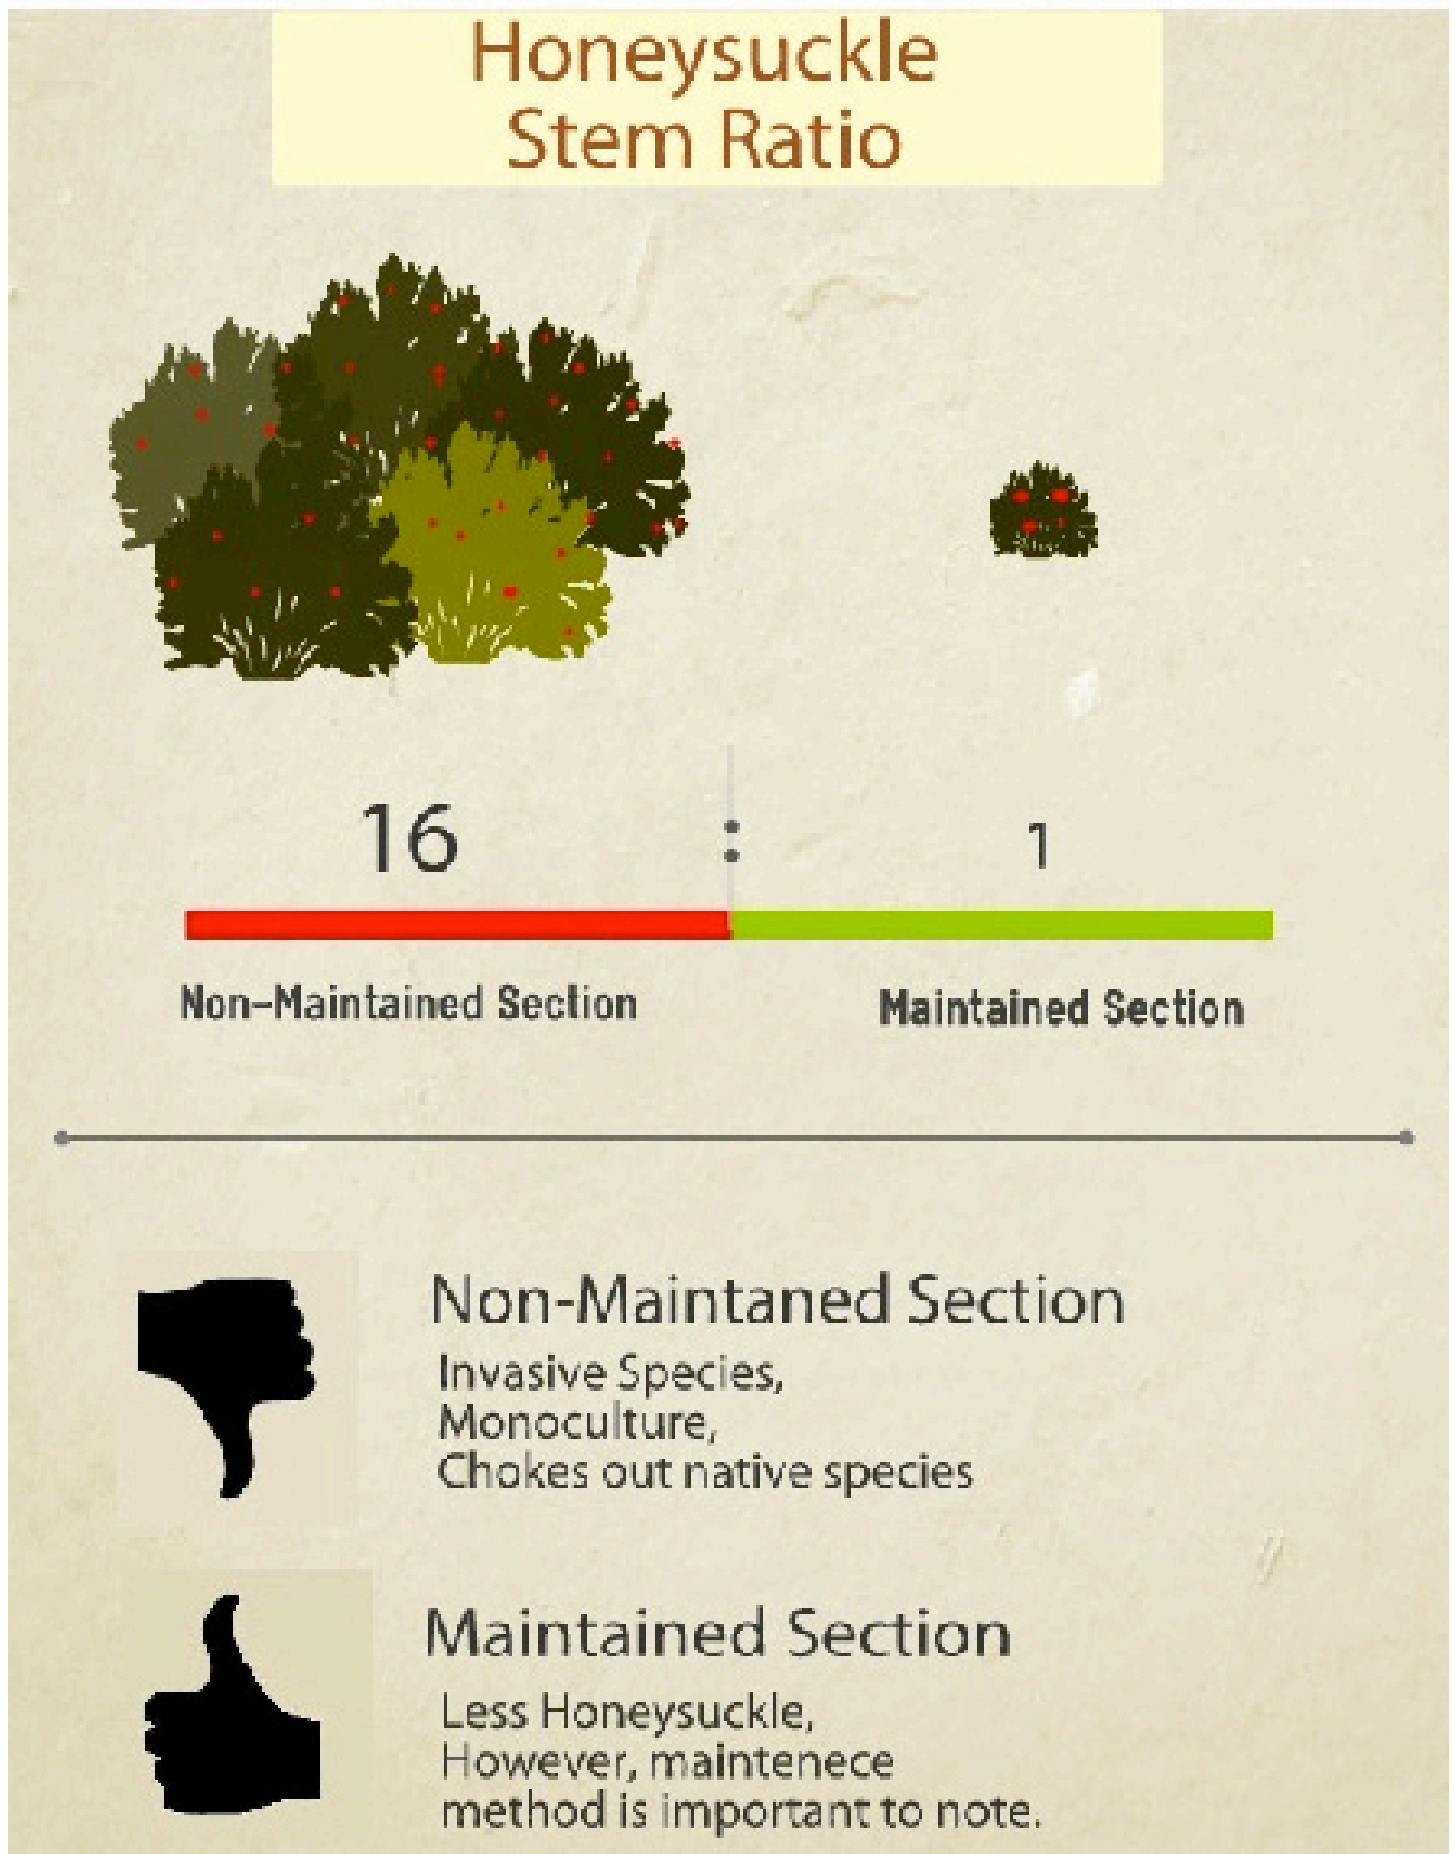 Honeysuckle
Stem Ratio
16 : 1
Non-Maintained Section
Maintained Section
Non-Maintaned Section
Invasive Species,
Monoculture,
Chokes out native species
Maintained Section
Less Honeysuckle,
However, maintenece
method is important to note.